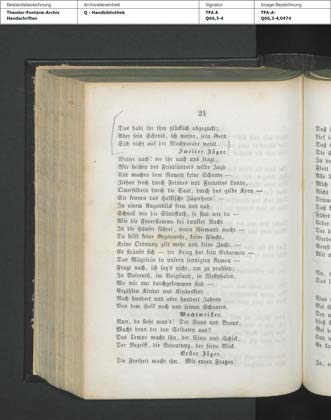 Bestandsbezeichnung
Archivalieneinheit
Signatur
Image-Bezeichnung
Theodor-Fontane-Archiv
Handschriften
Q - Handbibliothek
TFA A
Q66,3-4
TFA-A-
Q66,3-4,0474
21
Das habt Ihr ihm glücklich abgeguckt;
Aber sein Schenie, ich meine, sein Geist
Sich nicht auf der Wachparade weist.
Zweiter Jäger.
Wetter auch! wo Ihr nach uns fragt,
Wir heißen des Friedländers wilde Jagd
Und machen dem Namen keine Schande —
Ziehen frech durch Feindes und Freundes Lande,
Querfeldein durch die Saat, durch das gelbe Korn —
Sie kennen das Holkische Jägerhorn! —
In einem Augenblick fern und nah,
Schnell wie die Sündfluth, so sind wir da —
Wie die Feuerflamme bei dunkler Nacht
In die Häuser fähret, wenn Niemand wacht —
Da hilft keine Gegenwehr, keine Flucht,
Keine Ordnung gilt mehr und keine Zucht. —
Es sträubt sich — der Krieg hat kein Erbarmen —
Das Mägdlein in unsern sennigten Armen —
Fragt nach, ich sag's nicht, um zu prahlen;
In Baireuth, im Voigtland, in Westphalen,
Wo wir nur durchgekommen sind —
Erzählen Kinder und Kindeskind
Nach hundert und aber hundert Jahren
Von dem Holk noch und seinen Schaaren.
Wachtmeister.
Nun, da sieht man's! Der Saus und Braus,
Macht denn der den Soldaten aus?
Das Tempo macht ihn, der Sinn und Schick,
Der Begriff, die Bedeutung, der feine Blick.
Erster Jäger.
Die Freiheit macht ihn. Mit euren Fratzen!